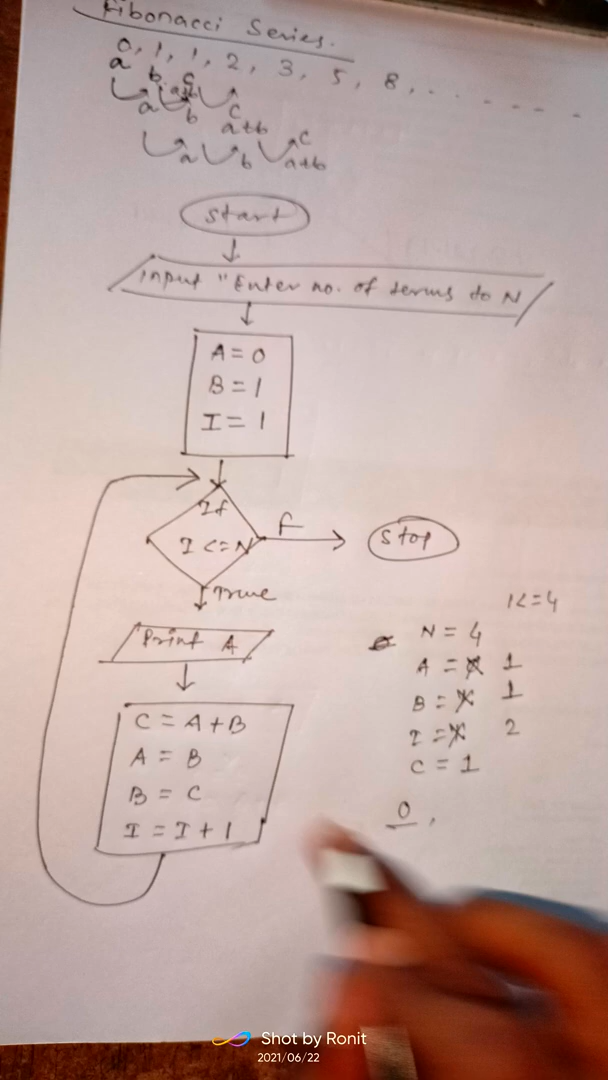 Fibonacci Series.
0, 1, 1, 2, 3, 5, 8, . . - - - -
a b c
a+b
a b c
a+b
a b c
a+b
Start
Input "Enter no. of terms to N
A = 0
B = 1
I = 1
If
I <= N
F
Stop
True
Print A
C = A + B
A = B
B = C
I = I + 1
1<=4
N = 4
A = 1
B = 1
I = 2
C = 1
0,
Shot by Ronit
2021/06/22